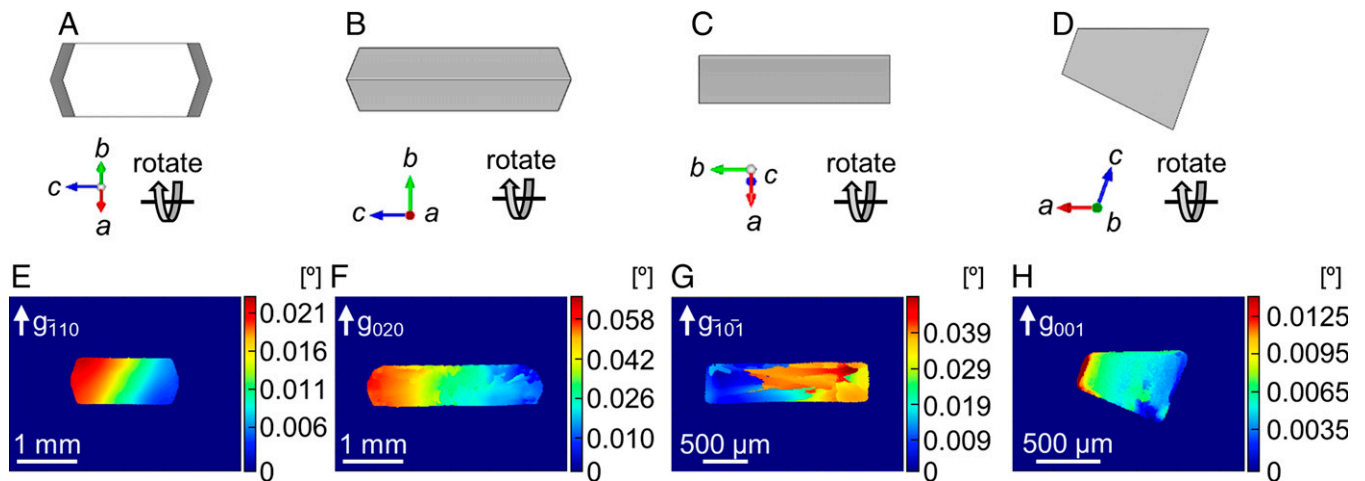 A
B
C
D
b
c
a
rotate
b
c
a
rotate
b
c
a
rotate
c
a
b
rotate
E
[º]
F
[º]
G
[º]
H
[º]
g1̅10
0.021
0.016
0.011
0.006
0
1 mm
g020
0.058
0.042
0.026
0.010
0
1 mm
g1̅01̅
0.039
0.029
0.019
0.009
0
500 µm
g001
0.0125
0.0095
0.0065
0.0035
0
500 µm